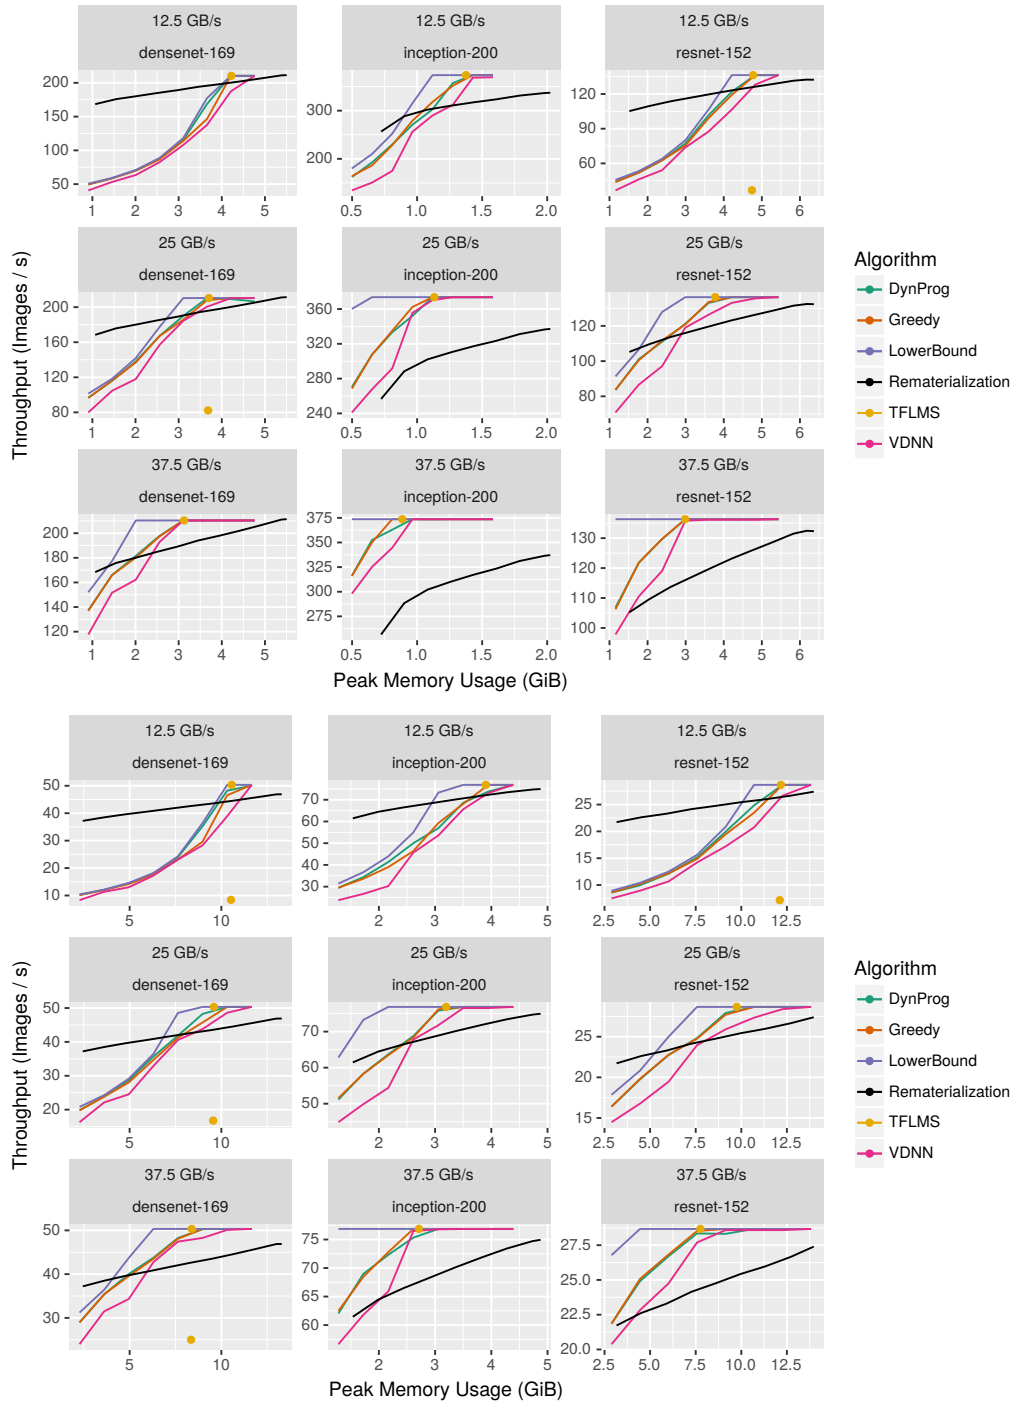 12.5 GB/s 12.5 GB/s 12.5 GB/s
densenet-169 inception-200 resnet-152
200
150
100
50
300
200
120
90
60
1 2 3 4 5 0.5 1.0 1.5 2.0 1 2 3 4 5 6
25 GB/s 25 GB/s 25 GB/s
densenet-169 inception-200 resnet-152
200
160
120
80
360
320
280
240
120
100
80
1 2 3 4 5 0.5 1.0 1.5 2.0 1 2 3 4 5 6
37.5 GB/s 37.5 GB/s 37.5 GB/s
densenet-169 inception-200 resnet-152
200
180
160
140
120
375
350
325
300
275
130
120
110
100
1 2 3 4 5 0.5 1.0 1.5 2.0 1 2 3 4 5 6
Throughput (Images / s)
Peak Memory Usage (GiB)
Algorithm
DynProg
Greedy
LowerBound
Rematerialization
TFLMS
VDNN
12.5 GB/s 12.5 GB/s 12.5 GB/s
densenet-169 inception-200 resnet-152
50
40
30
20
10
70
60
50
40
30
25
20
15
10
5 10 2 3 4 5 2.5 5.0 7.5 10.0 12.5
25 GB/s 25 GB/s 25 GB/s
densenet-169 inception-200 resnet-152
50
40
30
20
70
60
50
25
20
15
5 10 2 3 4 5 2.5 5.0 7.5 10.0 12.5
37.5 GB/s 37.5 GB/s 37.5 GB/s
densenet-169 inception-200 resnet-152
50
40
30
75
70
65
60
27.5
25.0
22.5
20.0
5 10 2 3 4 5 2.5 5.0 7.5 10.0 12.5
Throughput (Images / s)
Peak Memory Usage (GiB)
Algorithm
DynProg
Greedy
LowerBound
Rematerialization
TFLMS
VDNN